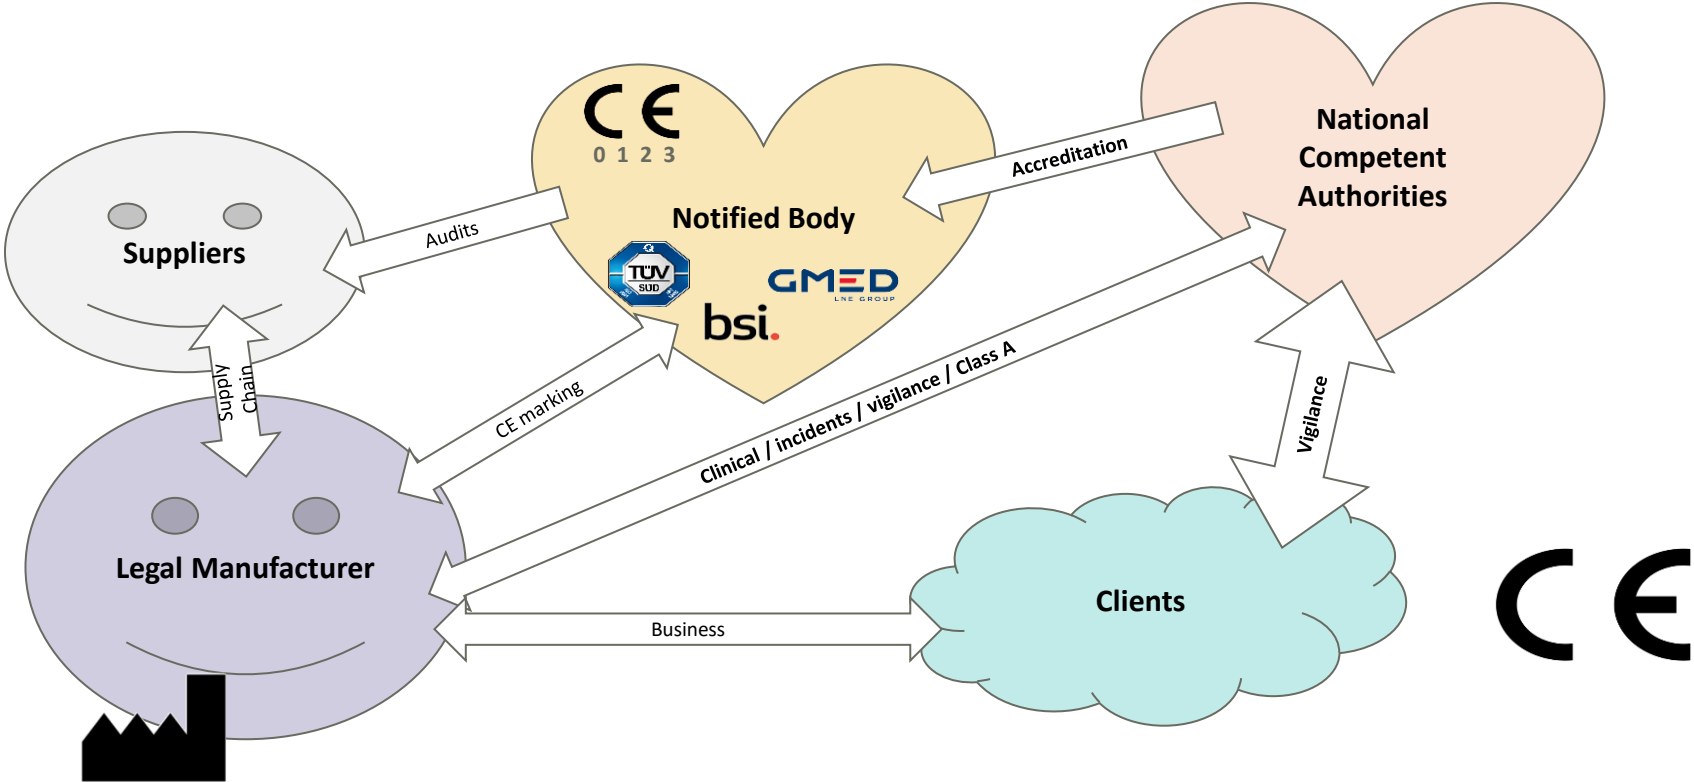 CE
0 1 2 3
National
Competent
Authorities
Accreditation
Notified Body
Suppliers
Audits
TÜV
SÜD
GMED
LNE GROUP
bsi.
Supply
Chain
CE marking
Clinical / incidents / vigilance / Class A
Vigilance
Legal Manufacturer
Clients
Business
CE